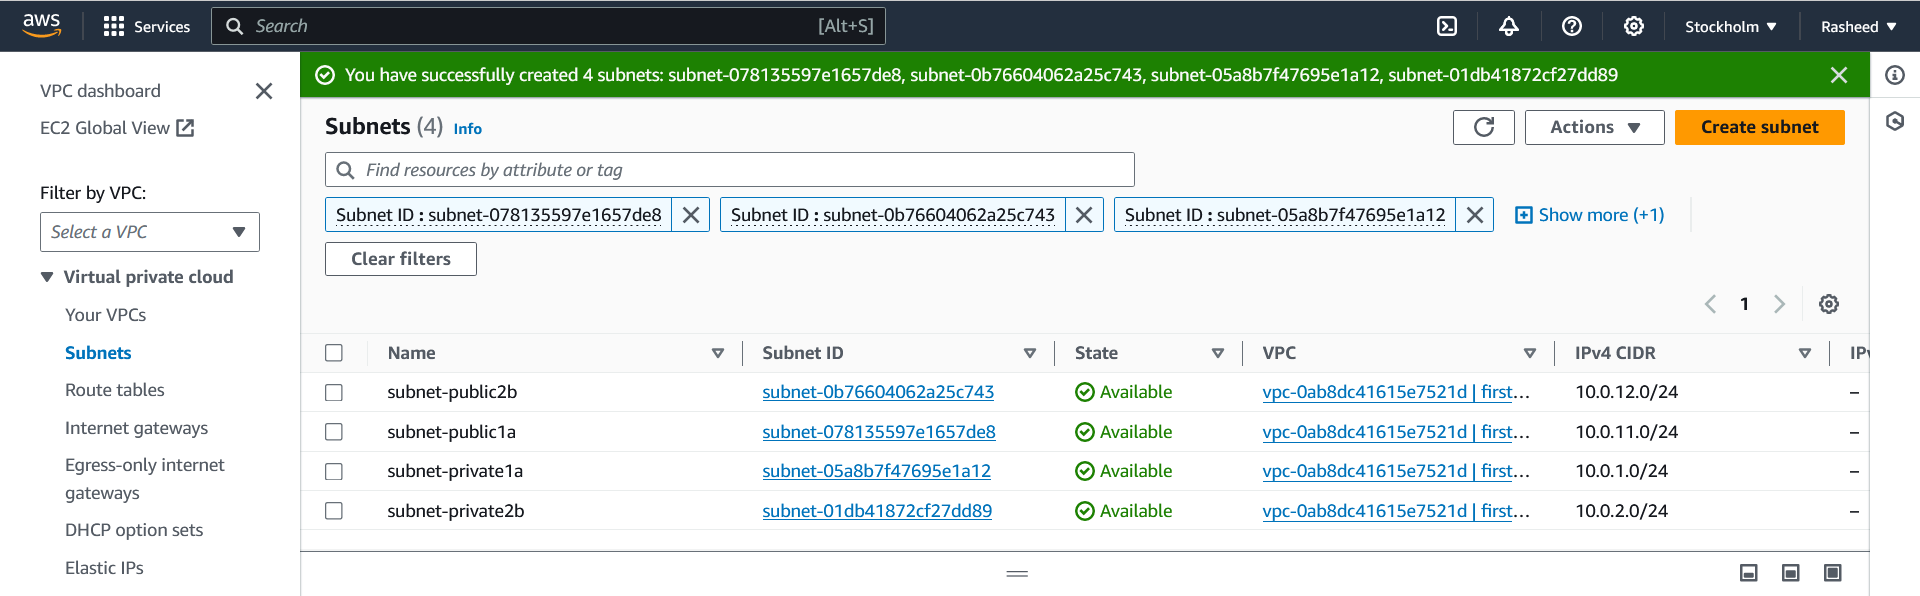 aws
Services
Search
[Alt+S]
Stockholm
Rasheed
VPC dashboard
EC2 Global View
Filter by VPC:
Select a VPC
Virtual private cloud
Your VPCs
Subnets
Route tables
Internet gateways
Egress-only internet
gateways
DHCP option sets
Elastic IPs
You have successfully created 4 subnets: subnet-078135597e1657de8, subnet-0b76604062a25c743, subnet-05a8b7f47695e1a12, subnet-01db41872cf27dd89
Subnets (4) Info
Actions
Create subnet
Find resources by attribute or tag
Subnet ID : subnet-078135597e1657de8
Subnet ID : subnet-0b76604062a25c743
Subnet ID : subnet-05a8b7f47695e1a12
Show more (+1)
Clear filters
1
Name Subnet ID State VPC IPv4 CIDR IPv
subnet-public2b subnet-0b76604062a25c743 Available vpc-0ab8dc41615e7521d | first… 10.0.12.0/24 –
subnet-public1a subnet-078135597e1657de8 Available vpc-0ab8dc41615e7521d | first… 10.0.11.0/24 –
subnet-private1a subnet-05a8b7f47695e1a12 Available vpc-0ab8dc41615e7521d | first… 10.0.1.0/24 –
subnet-private2b subnet-01db41872cf27dd89 Available vpc-0ab8dc41615e7521d | first… 10.0.2.0/24 –